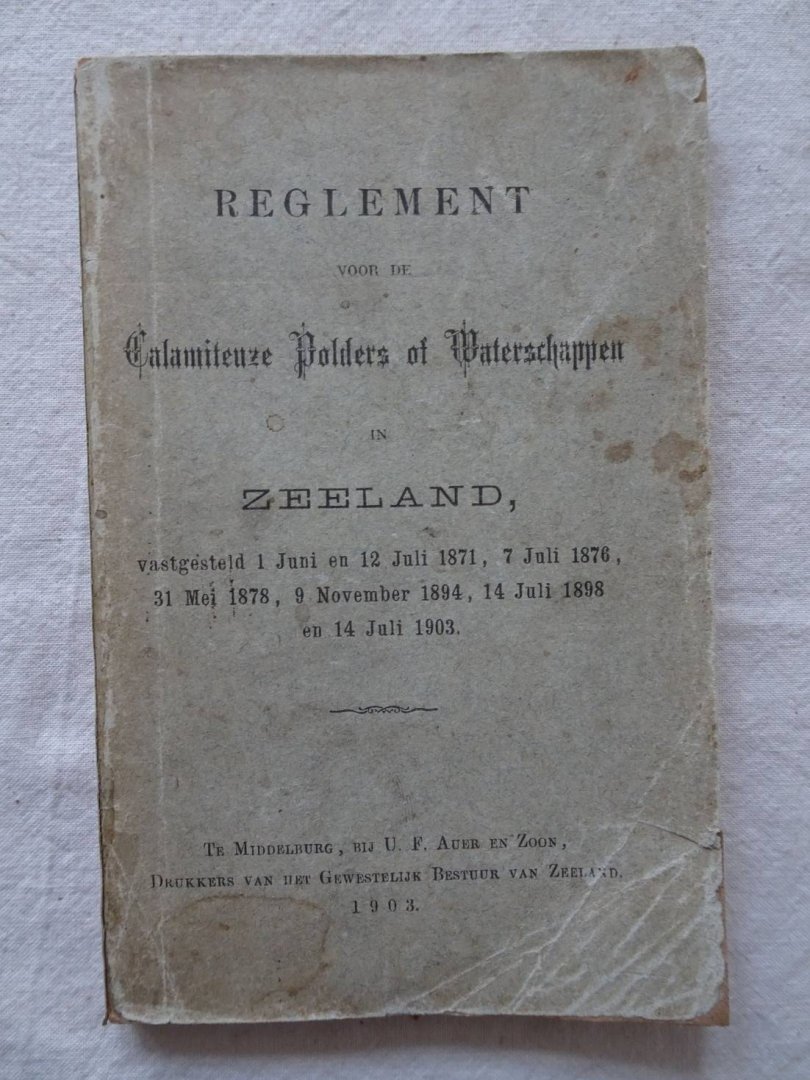 REGLEMENT
VOOR DE
Calamiteuze Polders of Waterschappen
IN
ZEELAND,
vastgesteld 1 Juni en 12 Juli 1871, 7 Juli 1876,
31 Mei 1878, 9 November 1894, 14 Juli 1898
en 14 Juli 1903.
TE MIDDELBURG, BIJ U. F. AUER EN ZOON,
DRUKKERS VAN HET GEWESTELIJK BESTUUR VAN ZEELAND.
1903.